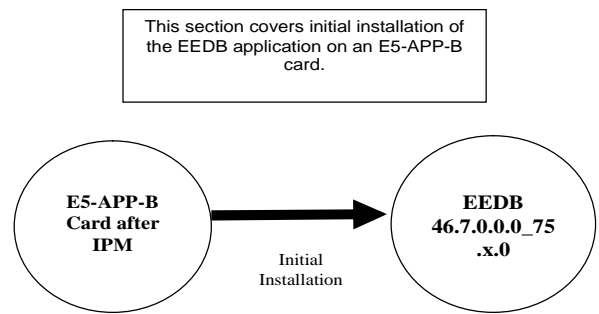 This section covers initial installation of
the EEDB application on an E5-APP-B
card.
E5-APP-B
Card after
IPM
Initial
Installation
EEDB
46.7.0.0.0_75
.x.0